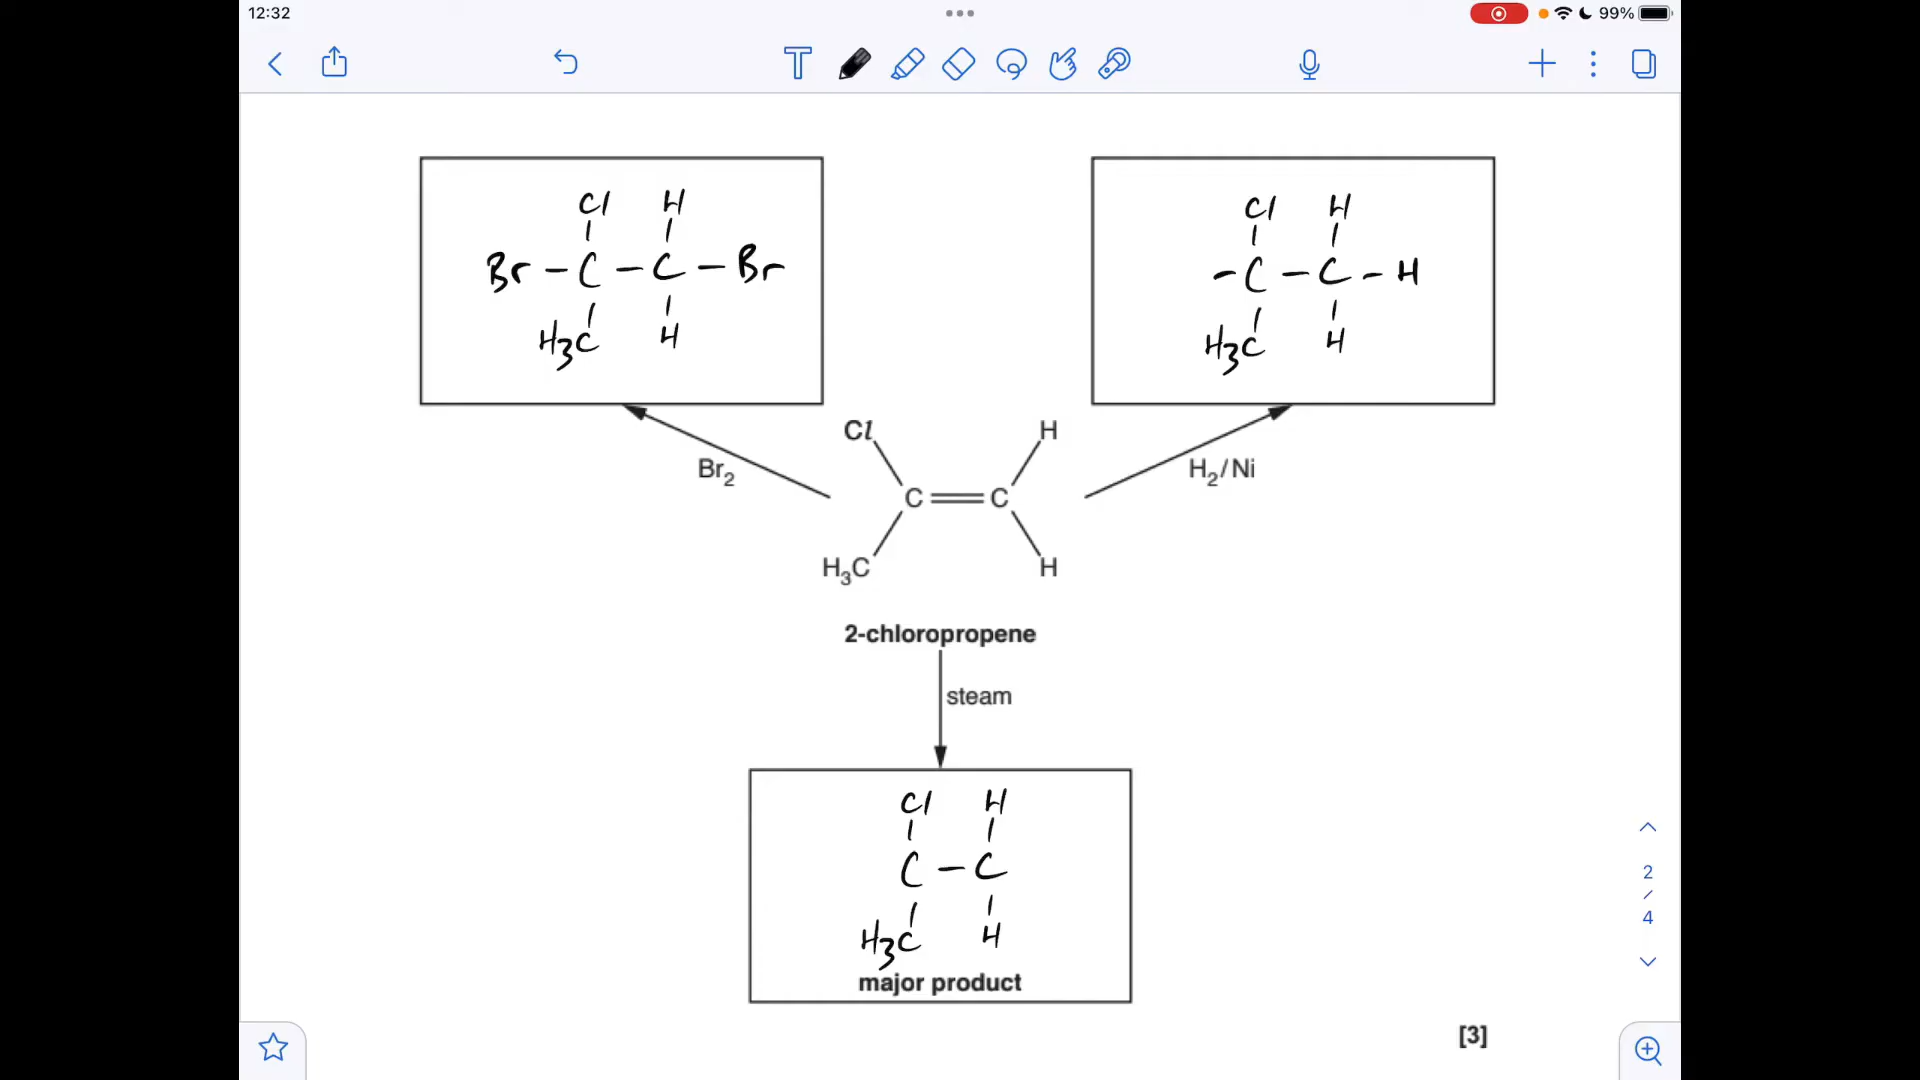 12:32
99%
Cl H
Br - C - C - Br
H3C H
Cl H
- C - C - H
H3C H
Br2
H2/Ni
Cl H
C C
H3C H
2-chloropropene
steam
Cl H
C - C
H3C H
major product
[3]
2
/
4